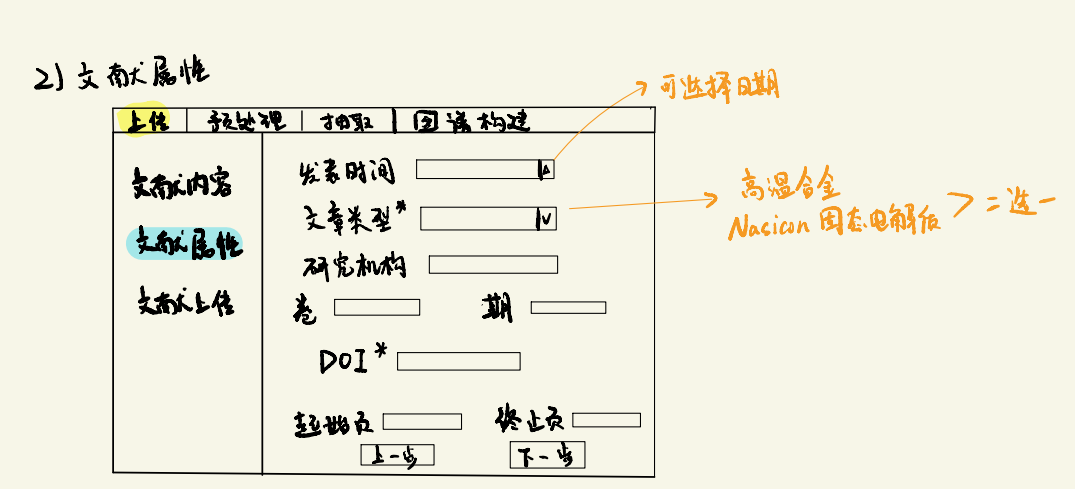 2) 文献属性
可选择日期
上传 预处理 抽取 图谱构建
文献内容
发表时间
文章类型*
高温合金
Nasicon 固态电解质
二选一
文献属性
研究机构
文献上传
卷 期
DOI*
起始页 终止页
上一步 下一步